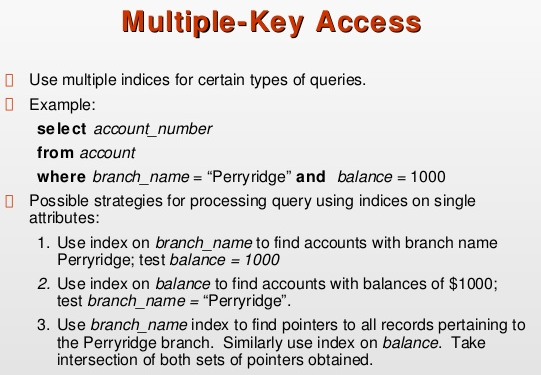 Multiple-Key Access
Use multiple indices for certain types of queries.
Example:
select account_number
from account
where branch_name = “Perryridge” and balance = 1000
Possible strategies for processing query using indices on single
attributes:
1. Use index on branch_name to find accounts with branch name
Perryridge; test balance = 1000
2. Use index on balance to find accounts with balances of $1000;
test branch_name = “Perryridge”.
3. Use branch_name index to find pointers to all records pertaining to
the Perryridge branch. Similarly use index on balance. Take
intersection of both sets of pointers obtained.